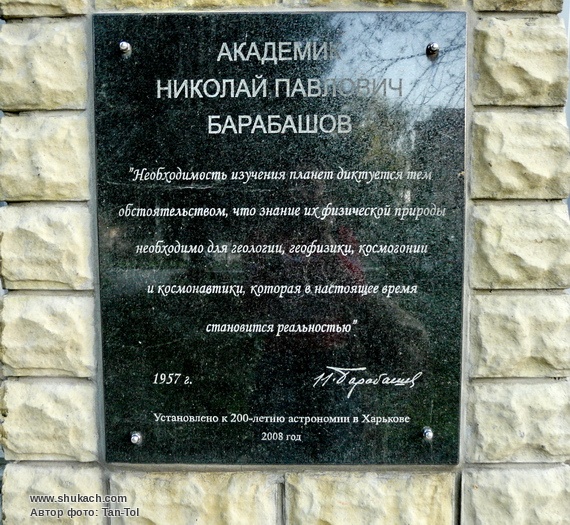 АКАДЕМИК
НИКОЛАЙ ПАВЛОВИЧ
БАРАБАШОВ
"Необходимость изучения планет диктуется тем
обстоятельством, что знание их физической природы
необходимо для геологии, геофизики, космогонии
и космонавтики, которая в настоящее время
становится реальностью"
1957 г.
Н. Барабашев
Установлено к 200-летию астрономии в Харькове
2008 год
www.shukach.com
Автор фото: Tan-Tol